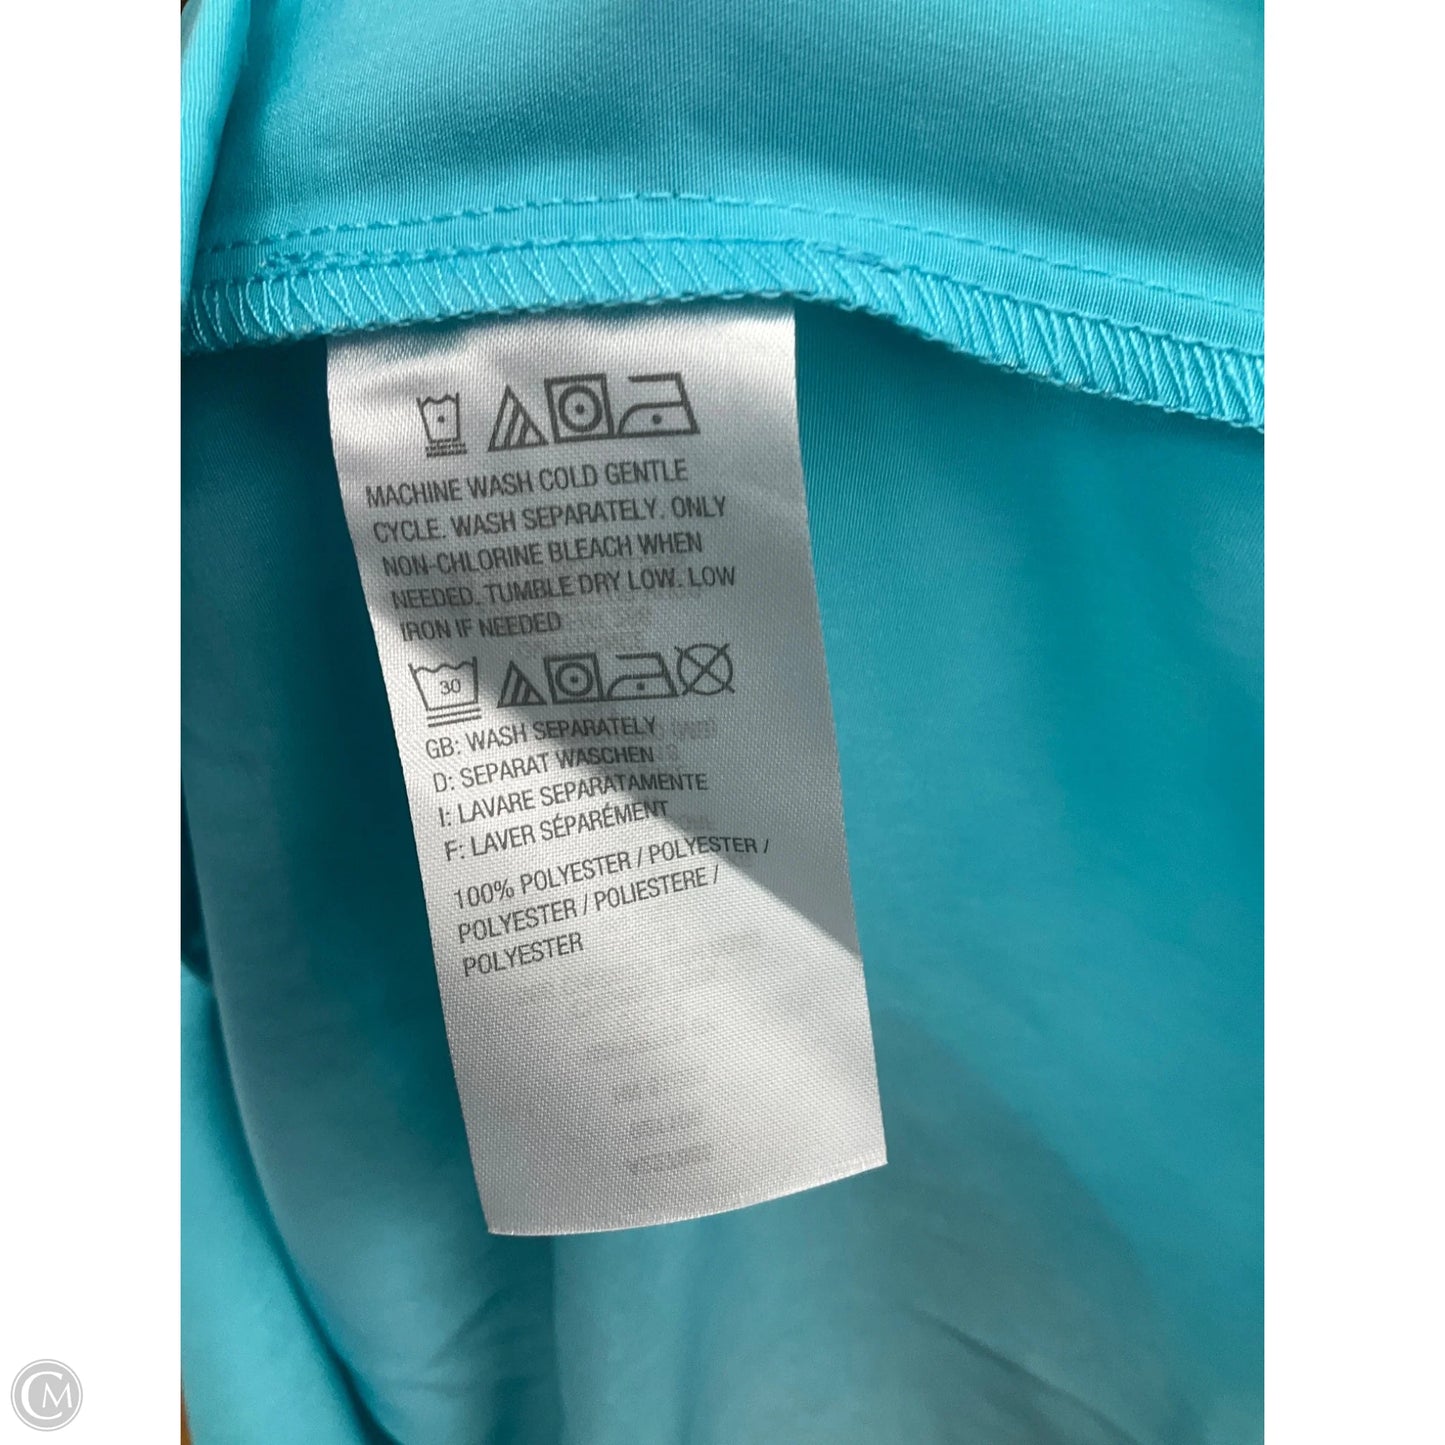 MACHINE WASH COLD GENTLE
CYCLE. WASH SEPARATELY. ONLY
NON-CHLORINE BLEACH WHEN
NEEDED. TUMBLE DRY LOW. LOW
IRON IF NEEDED
30
GB: WASH SEPARATELY
D: SEPARAT WASCHEN
I: LAVARE SEPARATAMENTE
F: LAVER SÉPARÉMENT
100% POLYESTER / POLYESTER /
POLYESTER / POLIESTERE /
POLYESTER
CM